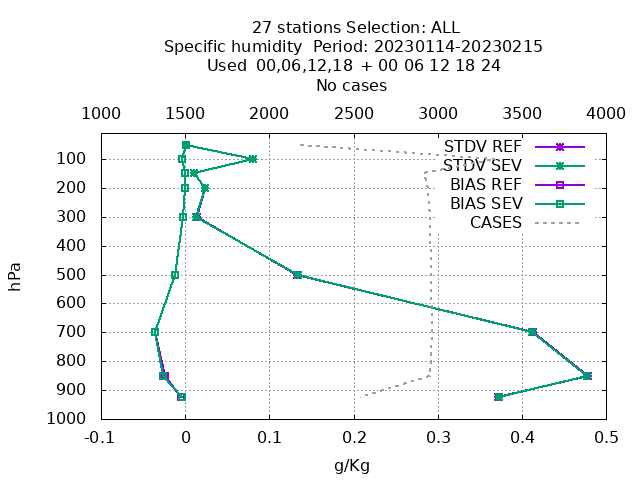 27 stations Selection: ALL
Specific humidity  Period: 20230114-20230215
Used  00,06,12,18  + 00 06 12 18 24
No cases
1000 1500 2000 2500 3000 3500 4000
STDV REF
STDV SEV
BIAS REF
BIAS SEV
CASES
100
200
300
400
500
600
700
800
900
1000
hPa
-0.1 0 0.1 0.2 0.3 0.4 0.5
g/Kg